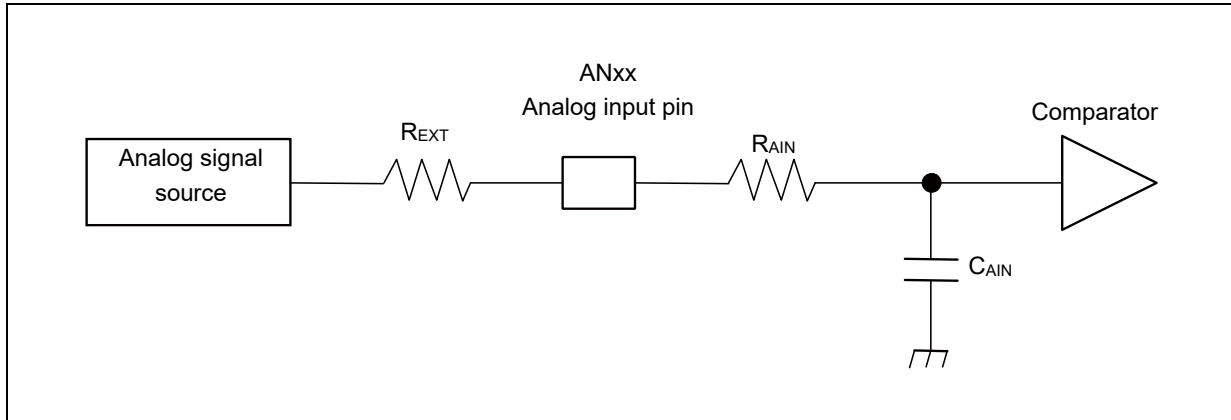 ANxx
Analog input pin
Comparator
REXT
RAIN
Analog signal
source
CAIN